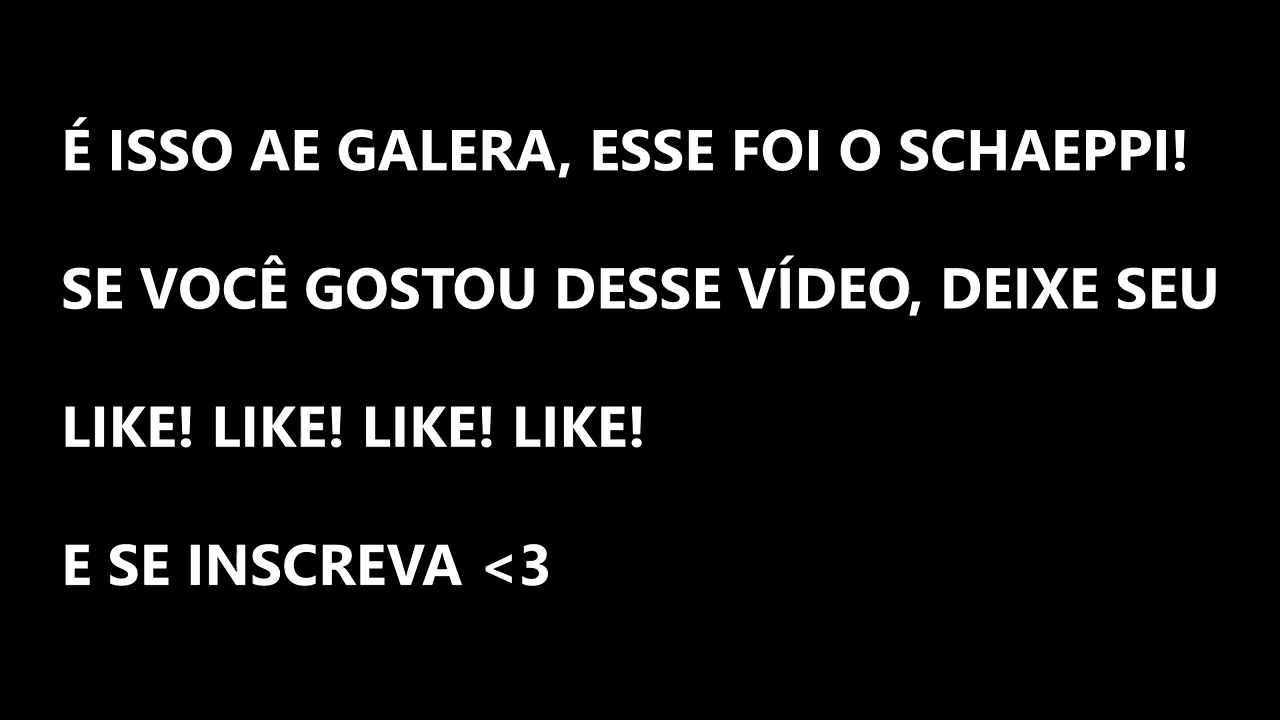 É ISSO AE GALERA, ESSE FOI O SCHAEPPI!
SE VOCÊ GOSTOU DESSE VÍDEO, DEIXE SEU
LIKE! LIKE! LIKE! LIKE!
E SE INSCREVA <3